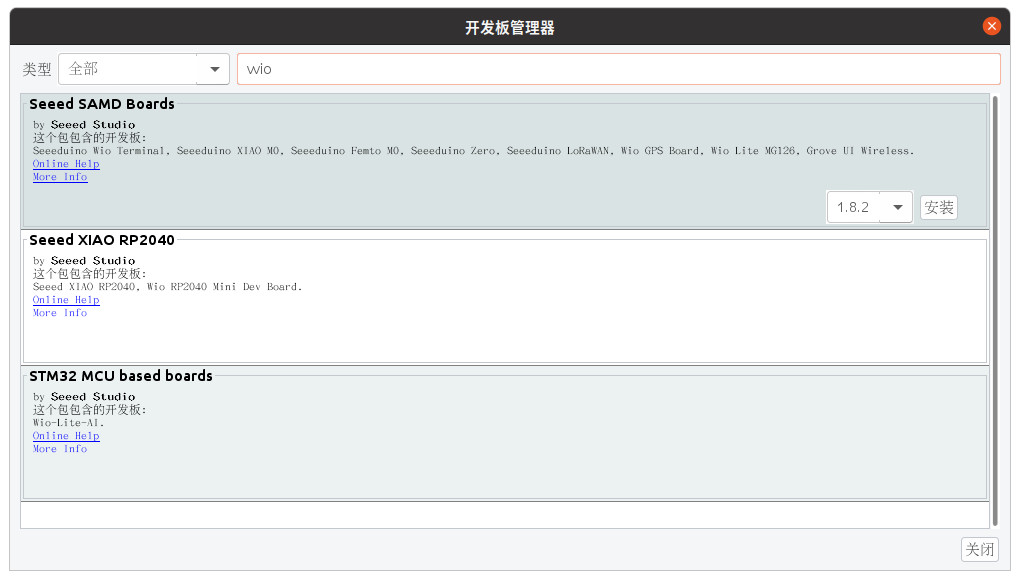 开发板管理器
类型 全部 wio
Seeed SAMD Boards
by Seeed Studio
这个包包含的开发板:
Seeeduino Wio Terminal, Seeeduino XIAO M0, Seeeduino Femto M0, Seeeduino Zero, Seeeduino LoRaWAN, Wio GPS Board, Wio Lite MG126, Grove UI Wireless.
Online Help
More Info
1.8.2 安装
Seeed XIAO RP2040
by Seeed Studio
这个包包含的开发板:
Seeed XIAO RP2040, Wio RP2040 Mini Dev Board.
Online Help
More Info
STM32 MCU based boards
by Seeed Studio
这个包包含的开发板:
Wio-Lite-AI.
Online Help
More Info
关闭